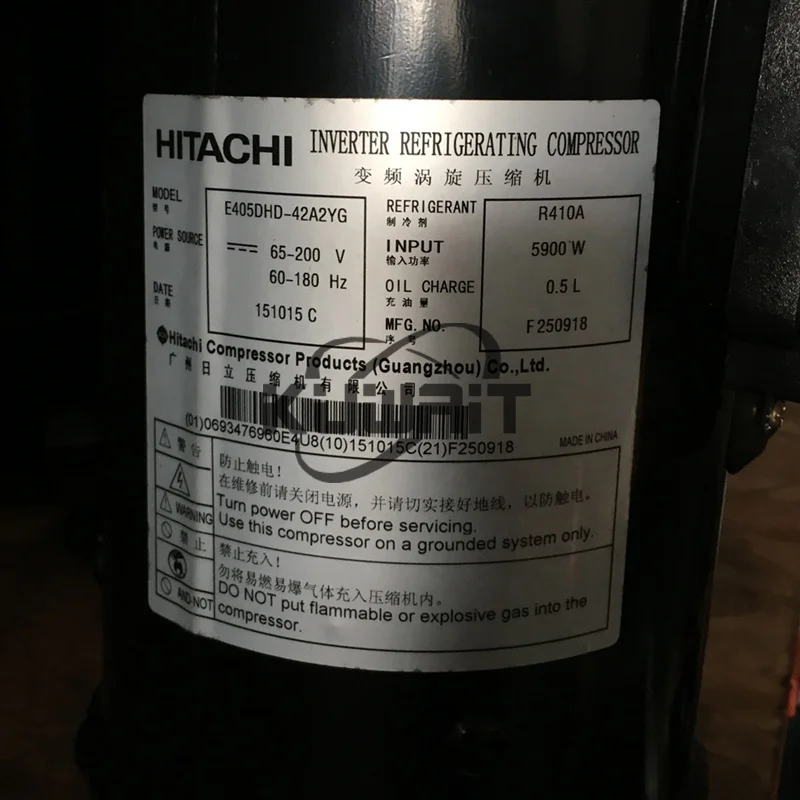 HITACHI INVERTER REFRIGERATING COMPRESSOR
变频涡旋压缩机
MODEL E405DHD-42A2YG REFRIGERANT R410A
型号 制冷剂
POWER SOURCE 65-200 V INPUT 5900 W
电源 输入功率
60-180 Hz OIL CHARGE 0.5 L
充油量
DATE 151015 C MFG.NO. F250918
日期 序号
Hitachi Compressor Products (Guangzhou) Co.,Ltd.
广州日立压缩机有限公司
KUWAIT
(01)0693476960E4U8(10)151015C(21)F250918
MADE IN CHINA
警告
防止触电!
在维修前请关闭电源，并请切实接好地线，以防触电。
WARNING
Turn power OFF before servicing.
Use this compressor on a grounded system only.
禁止
禁止充入!
勿将易燃易爆气体充入压缩机内。
AND NOT
DO NOT put flammable or explosive gas into the
compressor.